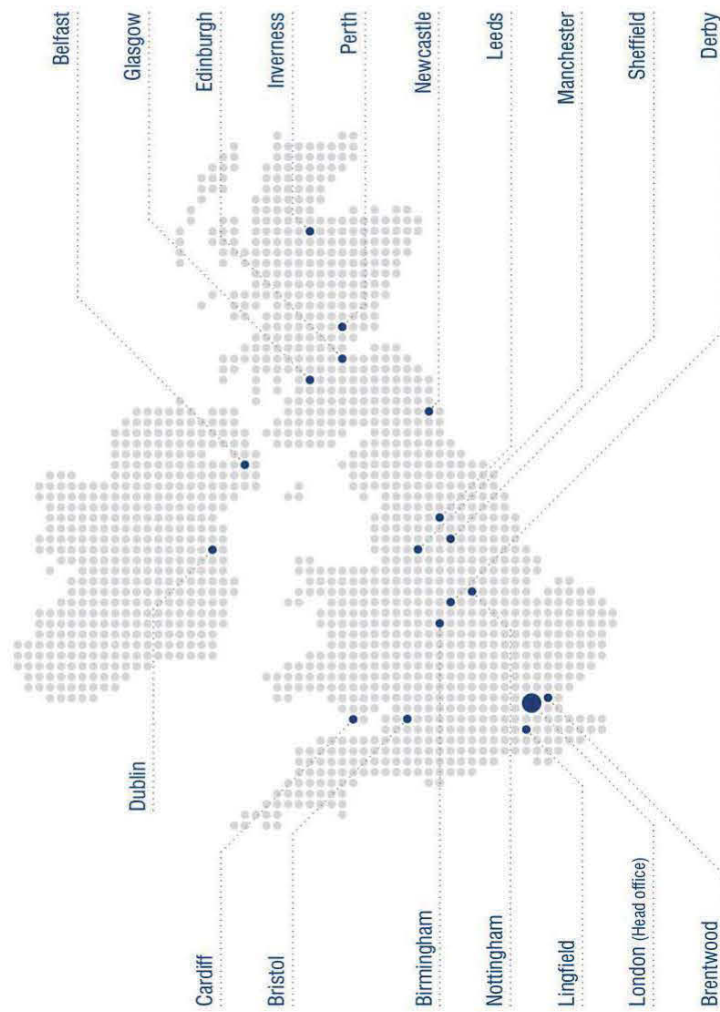 Belfast
Glasgow
Edinburgh
Inverness
Perth
Newcastle
Leeds
Manchester
Sheffield
Derby
Dublin
Cardiff
Bristol
Birmingham
Nottingham
Lingfield
London (Head office)
Brentwood